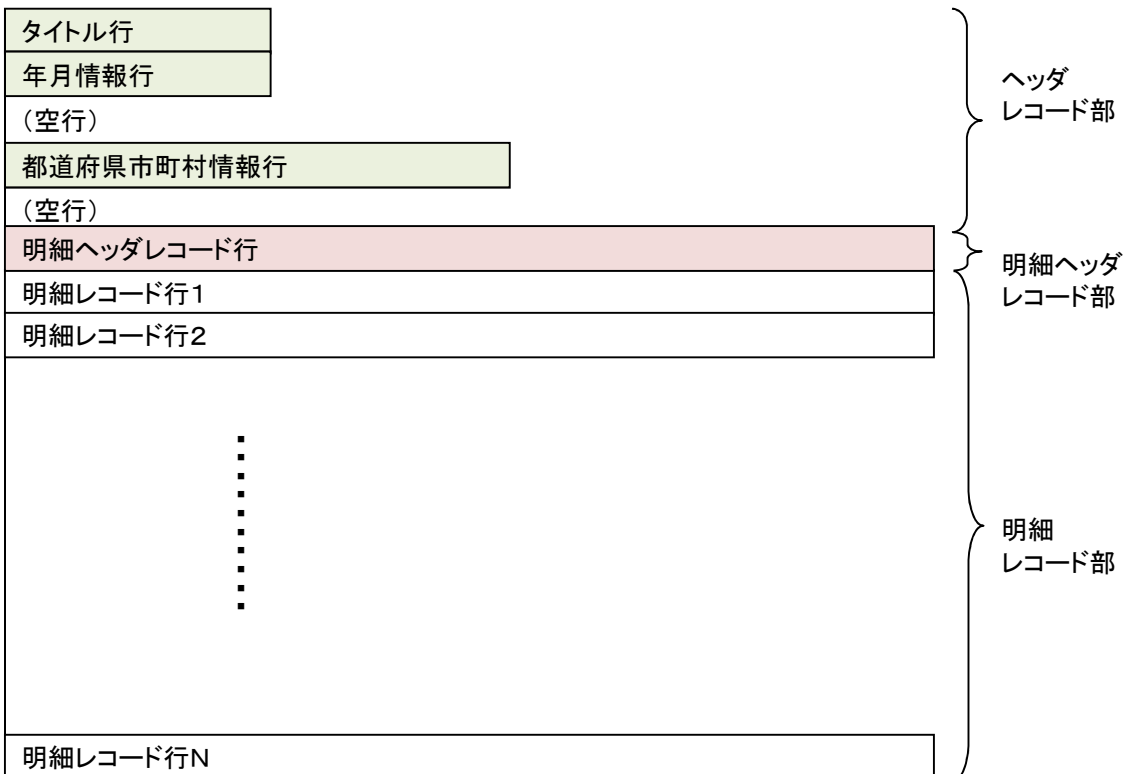 タイトル行
年月情報行
(空行)
都道府県市町村情報行
(空行)
明細ヘッダレコード行
明細レコード行1
明細レコード行2
明細レコード行N
ヘッダ
レコード部
明細ヘッダ
レコード部
明細
レコード部